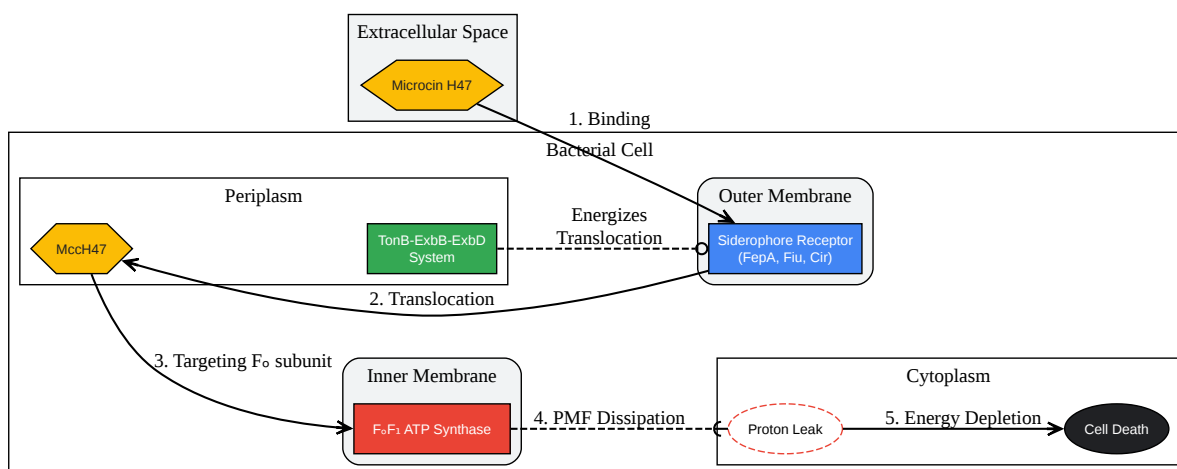 Extracellular Space
Microcin H47
1. Binding
Bacterial Cell
Periplasm
Outer Membrane
MccH47
TonB-ExbB-ExbD
System
Energizes
Translocation
Siderophore Receptor
(FepA, Fiu, Cir)
2. Translocation
3. Targeting Fₒ subunit
Inner Membrane
FₒF₁ ATP Synthase
4. PMF Dissipation
Cytoplasm
Proton Leak
5. Energy Depletion
Cell Death